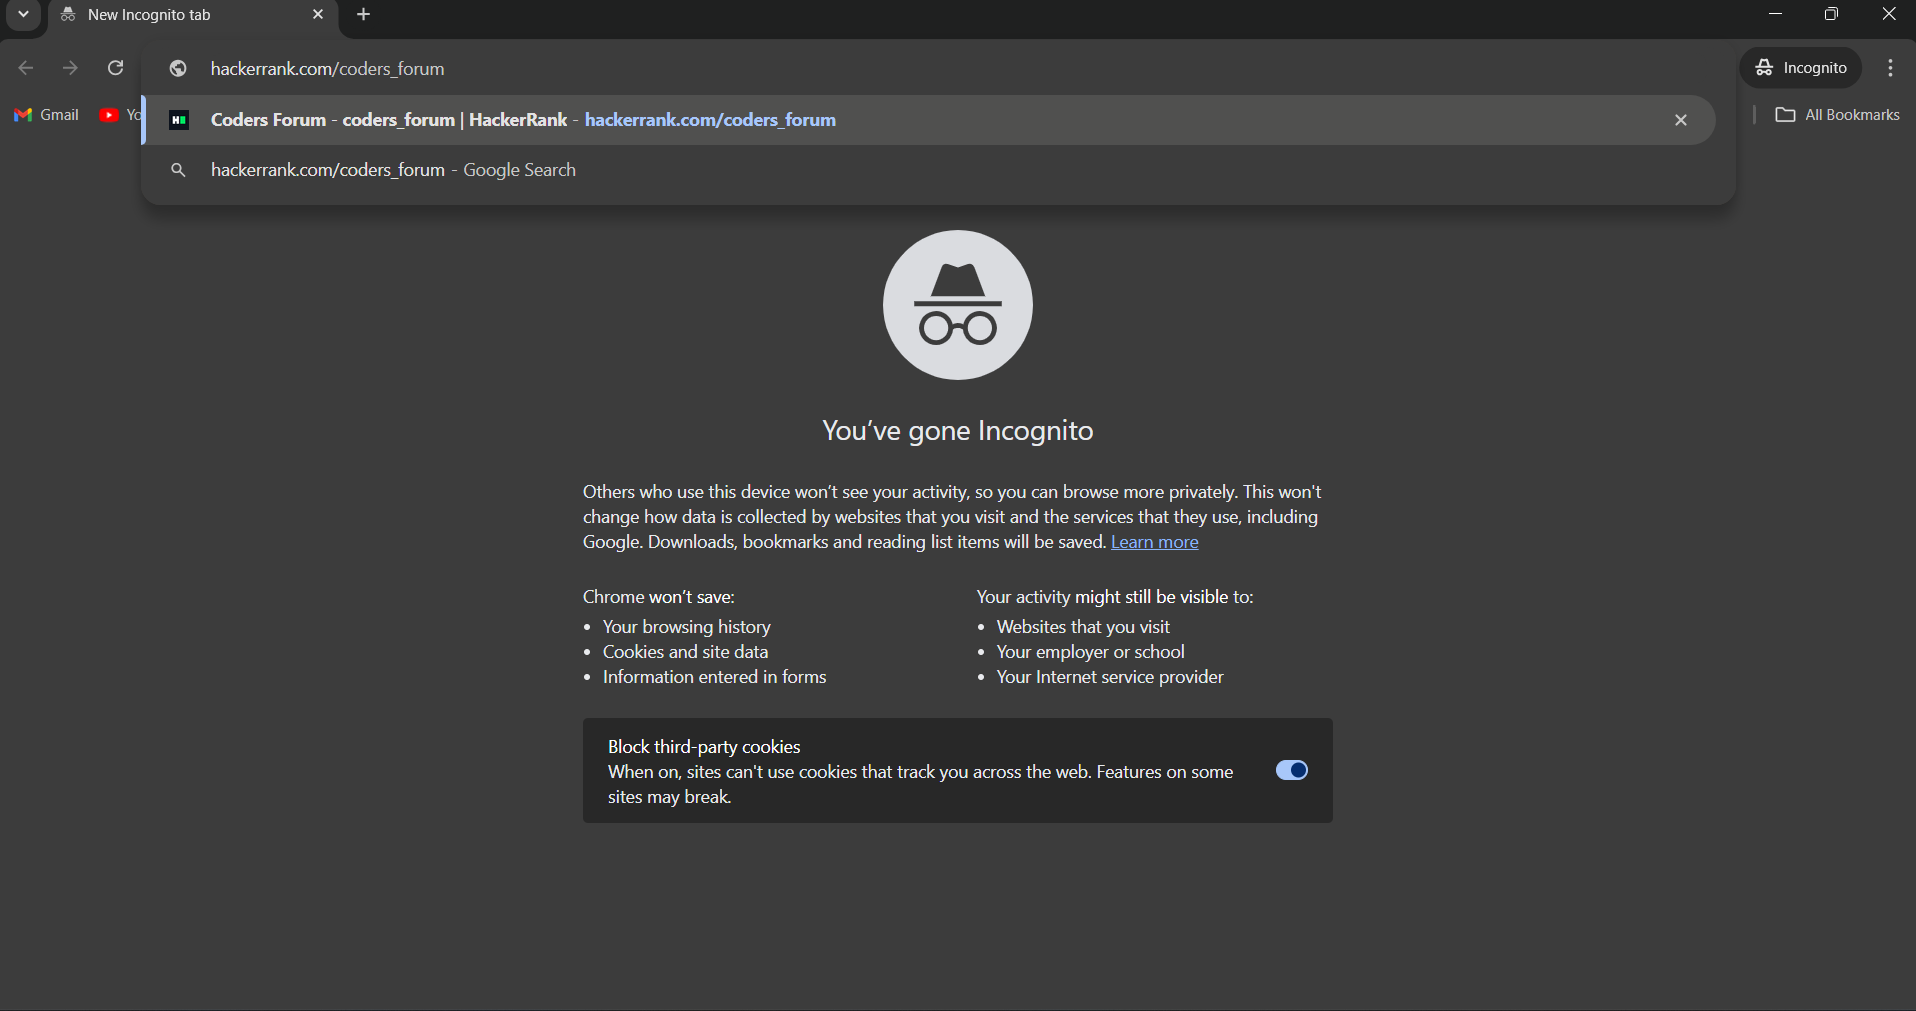 New Incognito tab
hackerrank.com/coders_forum
Incognito
Gmail
Coders Forum - coders_forum | HackerRank - hackerrank.com/coders_forum
All Bookmarks
hackerrank.com/coders_forum - Google Search
You've gone Incognito
Others who use this device won't see your activity, so you can browse more privately. This won't
change how data is collected by websites that you visit and the services that they use, including
Google. Downloads, bookmarks and reading list items will be saved. Learn more
Chrome won't save:
• Your browsing history
• Cookies and site data
• Information entered in forms
Your activity might still be visible to:
• Websites that you visit
• Your employer or school
• Your Internet service provider
Block third-party cookies
When on, sites can't use cookies that track you across the web. Features on some
sites may break.